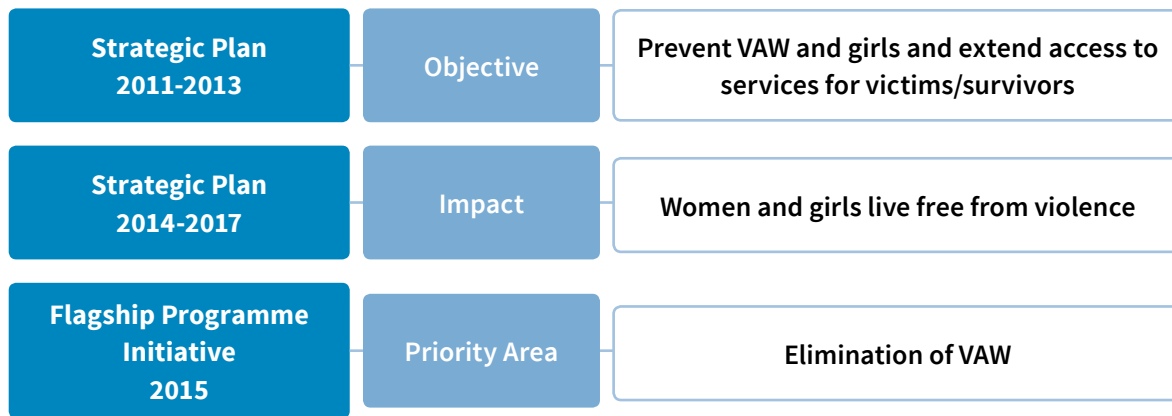 Strategic Plan
2011-2013
Objective
Prevent VAW and girls and extend access to
services for victims/survivors
Strategic Plan
2014-2017
Impact
Women and girls live free from violence
Flagship Programme
Initiative
2015
Priority Area
Elimination of VAW